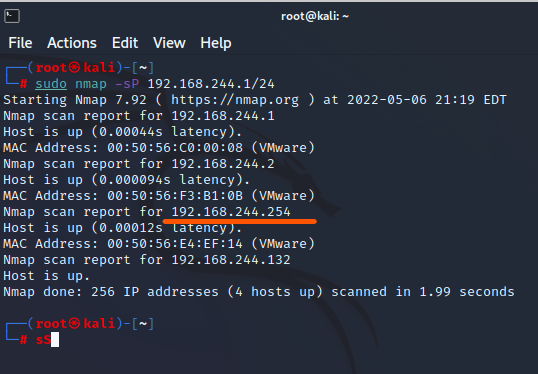 root@kali: ~
File Actions Edit View Help
┌──(root㉿kali)-[~]
└─# sudo nmap -sP 192.168.244.1/24
Starting Nmap 7.92 ( https://nmap.org ) at 2022-05-06 21:19 EDT
Nmap scan report for 192.168.244.1
Host is up (0.00044s latency).
MAC Address: 00:50:56:C0:00:08 (VMware)
Nmap scan report for 192.168.244.2
Host is up (0.000094s latency).
MAC Address: 00:50:56:F3:B1:0B (VMware)
Nmap scan report for 192.168.244.254
Host is up (0.00012s latency).
MAC Address: 00:50:56:E4:EF:14 (VMware)
Nmap scan report for 192.168.244.132
Host is up.
Nmap done: 256 IP addresses (4 hosts up) scanned in 1.99 seconds
┌──(root㉿kali)-[~]
└─# sS